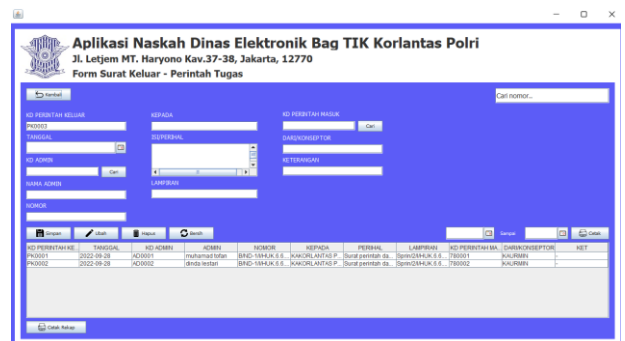 Aplikasi Naskah Dinas Elektronik Bag TIK Korlantas Polri
Jl. Letjem MT. Haryono Kav.37-38, Jakarta, 12770
Form Surat Keluar - Perintah Tugas
Kembali
Cari nomor...
KD PERINTAH KELUAR KEPADA KD PERINTAH MASUK
PK0003 Cari
TANGGAL ISI/PERIHAL DARI/KONSEPTOR
KD ADMIN KETERANGAN
Cari
NAMA ADMIN LAMPIRAN
NOMOR
Simpan Ubah Hapus Bersih Sampai Cetak
KD PERINTAH KE... TANGGAL KD ADMIN ADMIN NOMOR KEPADA PERIHAL LAMPIRAN KD PERINTAH MA... DARI/KONSEPTOR KET
PK0001 2022-09-28 AD0001 muhamad tofan KAKORLANTAS P... Surat perintah da... 780001 KAURMIN -
PK0002 2022-09-28 AD0002 dinda lestari KAKORLANTAS P... Surat perintah da... 780002 KAURMIN -
Cetak Rekap